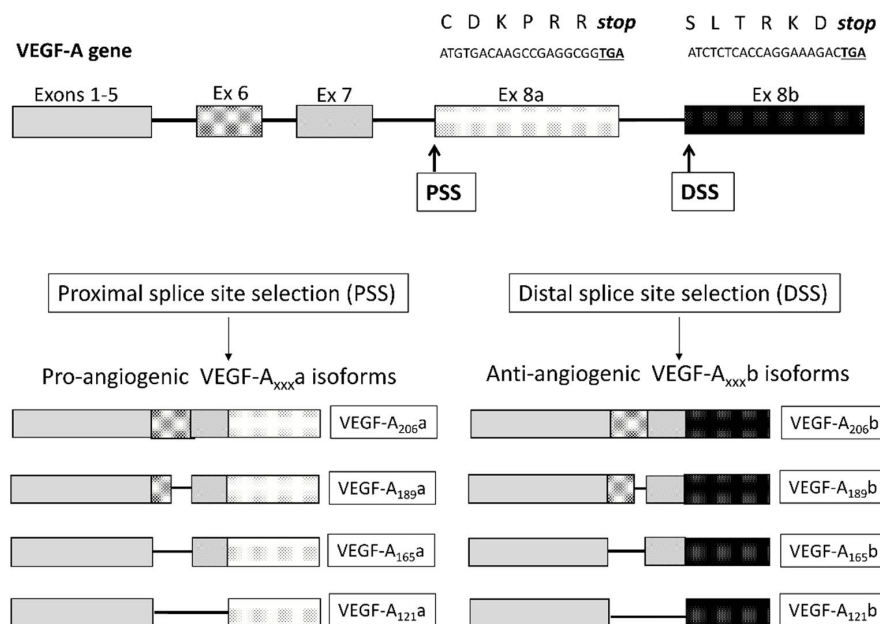 C D K P R R stop
S L T R K D stop
VEGF-A gene
ATGTGACAAGCCGAGGCGGTGA
ATCTCTCACCAGGAAAGACTGA
Exons 1-5
Ex 6
Ex 7
Ex 8a
Ex 8b
PSS
DSS
Proximal splice site selection (PSS)
Distal splice site selection (DSS)
Pro-angiogenic VEGF-Axxxa isoforms
Anti-angiogenic VEGF-Axxxb isoforms
VEGF-A206a
VEGF-A206b
VEGF-A189a
VEGF-A189b
VEGF-A165a
VEGF-A165b
VEGF-A121a
VEGF-A121b